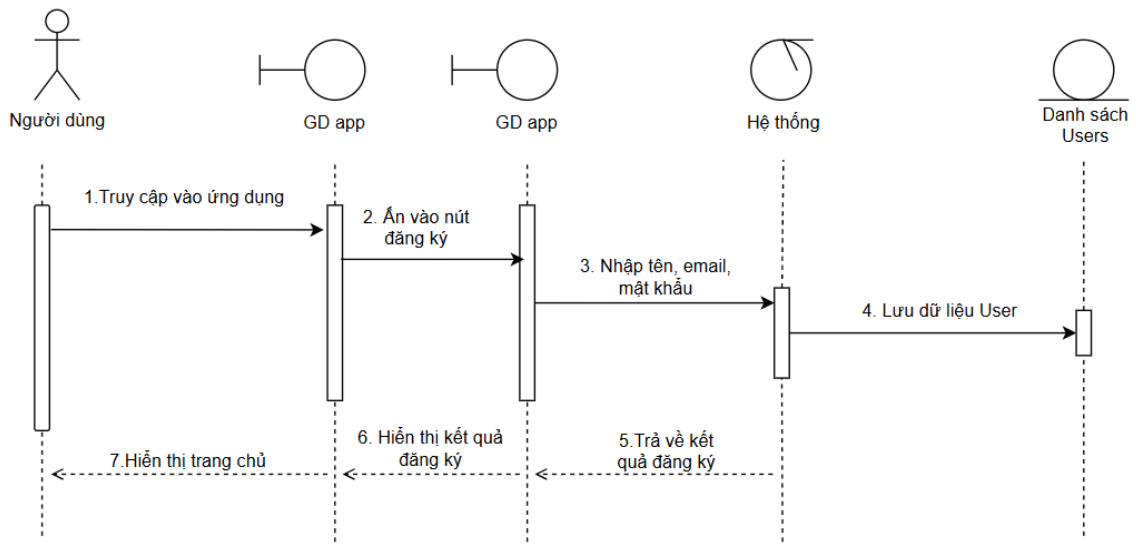 Người dùng
GD app
GD app
Hệ thống
Danh sách
Users
1.Truy cập vào ứng dụng
2. Ấn vào nút
đăng ký
3. Nhập tên, email,
mật khẩu
4. Lưu dữ liệu User
5.Trả về kết
quả đăng ký
6. Hiển thị kết quả
đăng ký
7.Hiển thị trang chủ